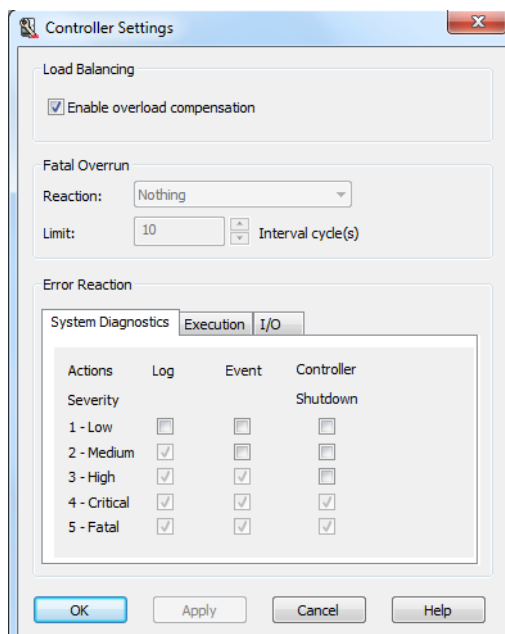 Controller Settings
Load Balancing
Enable overload compensation
Fatal Overrun
Reaction: Nothing
Limit: 10 Interval cycle(s)
Error Reaction
System Diagnostics Execution I/O
Actions Log Event Controller
Severity Shutdown
1 - Low
2 - Medium
3 - High
4 - Critical
5 - Fatal
OK Apply Cancel Help